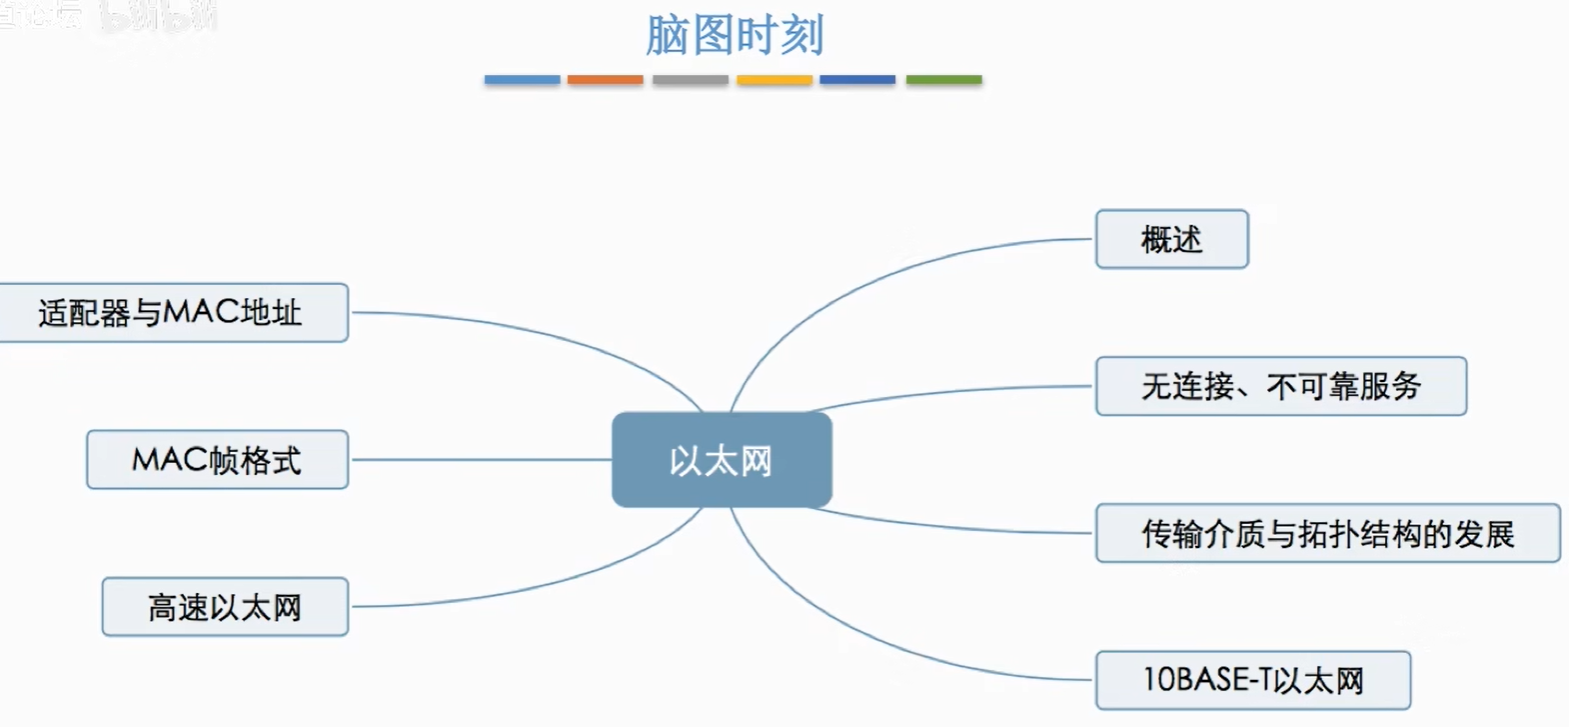 bilibili
脑图时刻
概述
适配器与MAC地址
无连接、不可靠服务
MAC帧格式
以太网
传输介质与拓扑结构的发展
高速以太网
10BASE-T以太网